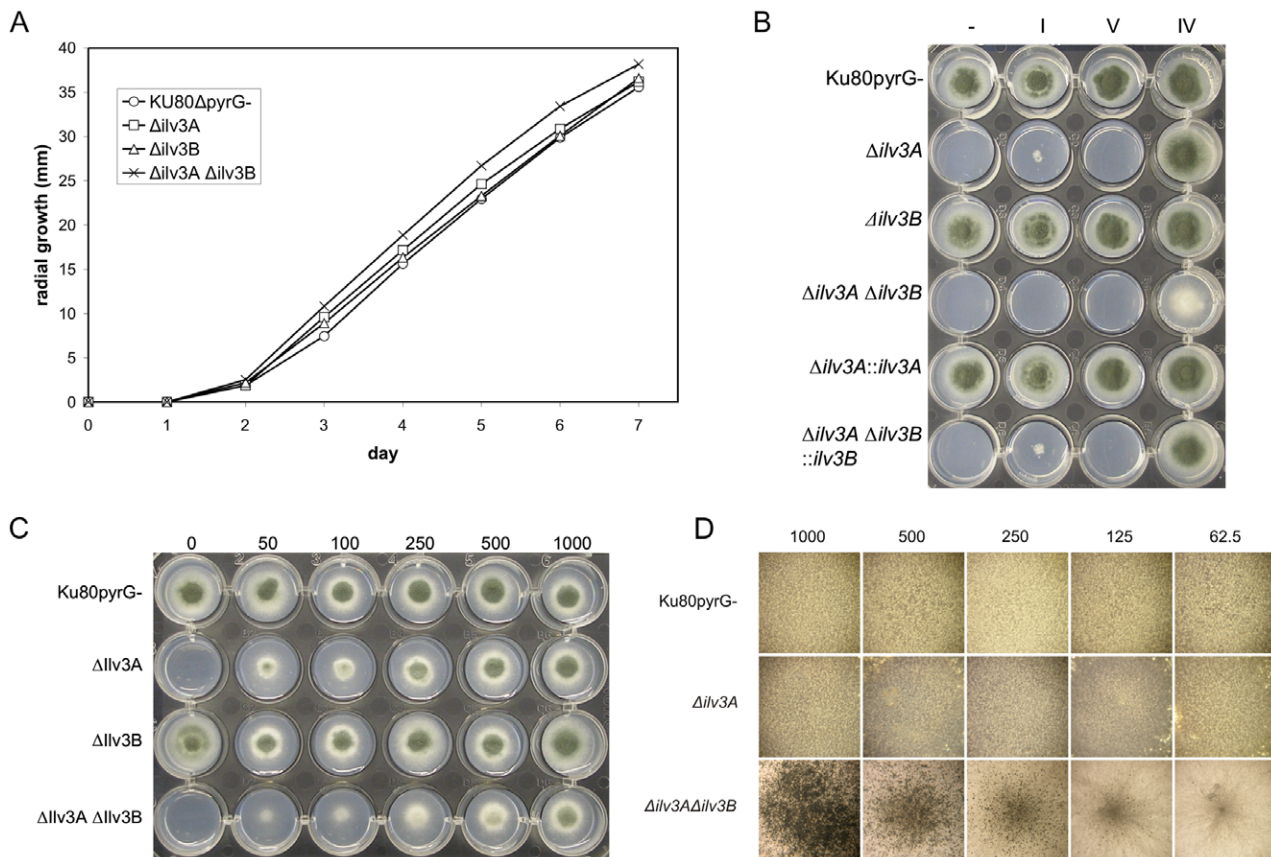 A
40
35
30
25
20
15
10
5
0
radial growth (mm)
KU80ΔpyrG-
Δilv3A
Δilv3B
Δilv3A Δilv3B
0 1 2 3 4 5 6 7
day
B
- I V IV
Ku80pyrG-
Δilv3A
Δilv3B
Δilv3A Δilv3B
Δilv3A::ilv3A
Δilv3A Δilv3B
::ilv3B
C
0 50 100 250 500 1000
Ku80pyrG-
ΔIlv3A
ΔIlv3B
ΔIlv3A ΔIlv3B
D
1000 500 250 125 62.5
Ku80pyrG-
Δilv3A
Δilv3AΔilv3B